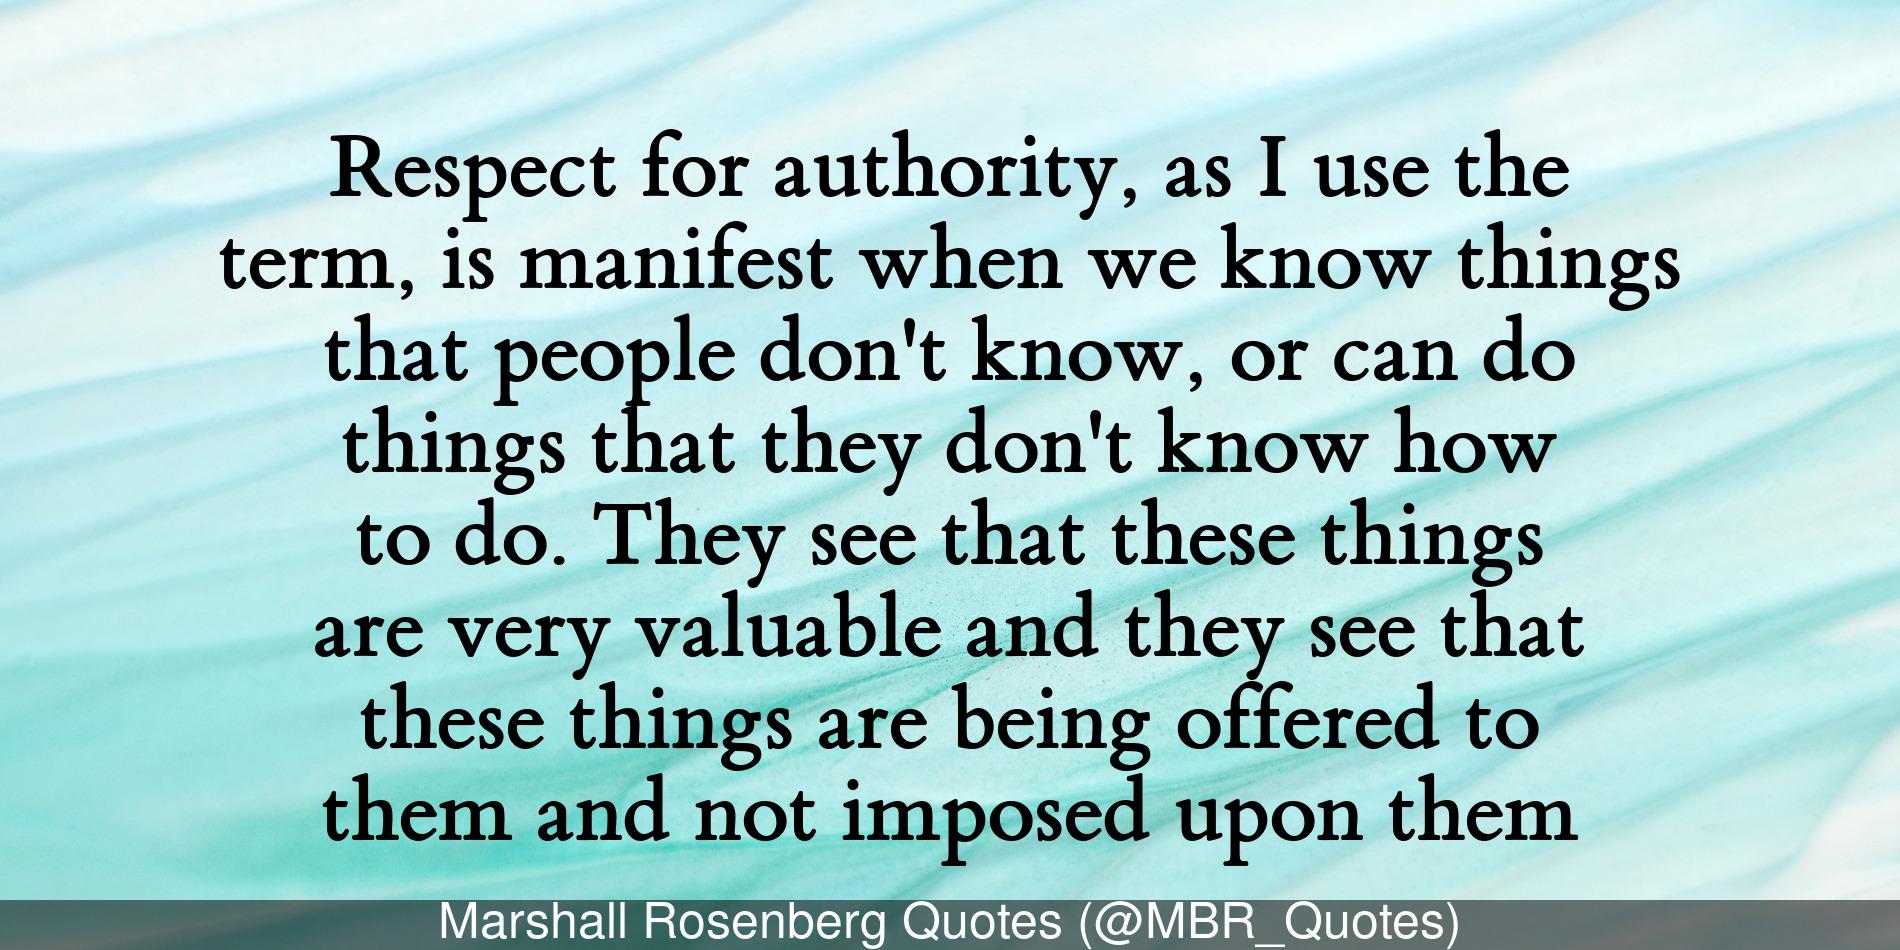 Respect for authority, as I use the
term, is manifest when we know things
that people don't know, or can do
things that they don't know how
to do. They see that these things
are very valuable and they see that
these things are being offered to
them and not imposed upon them
Marshall Rosenberg Quotes (@MBR_Quotes)